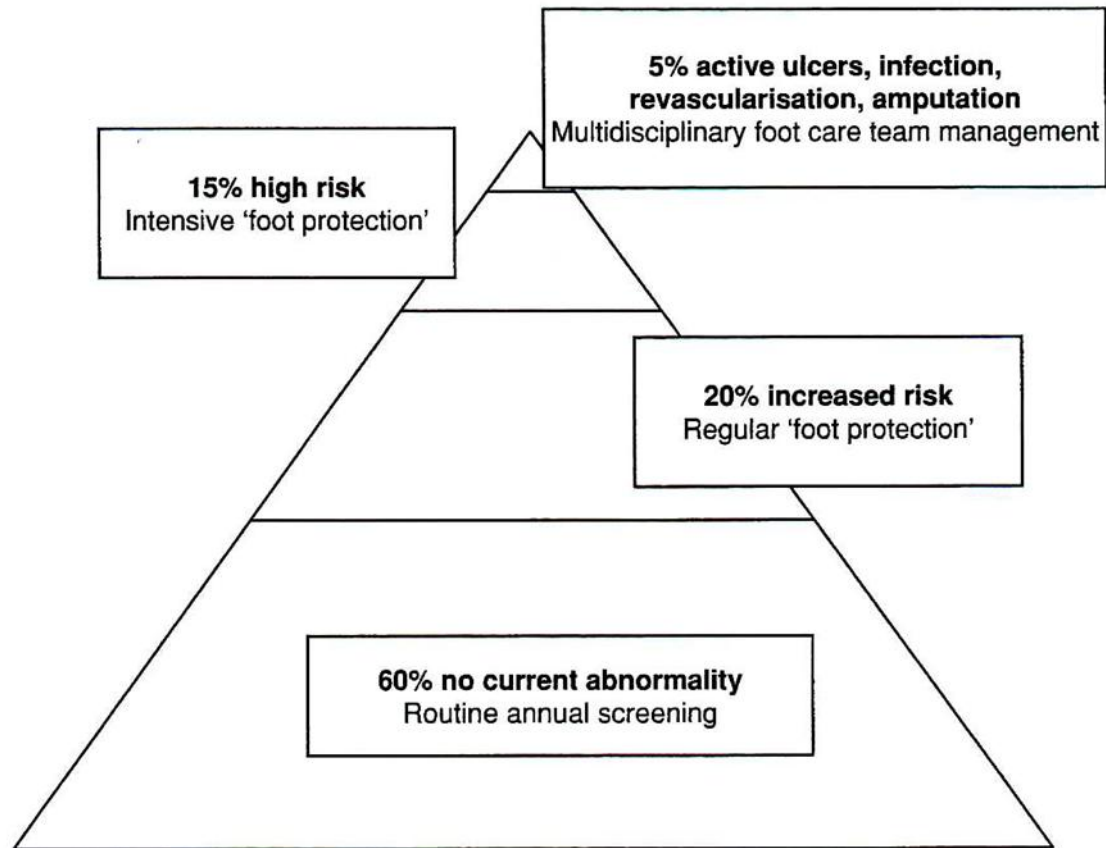 5% active ulcers, infection,
revascularisation, amputation
Multidisciplinary foot care team management
15% high risk
Intensive ‘foot protection’
20% increased risk
Regular ‘foot protection’
60% no current abnormality
Routine annual screening